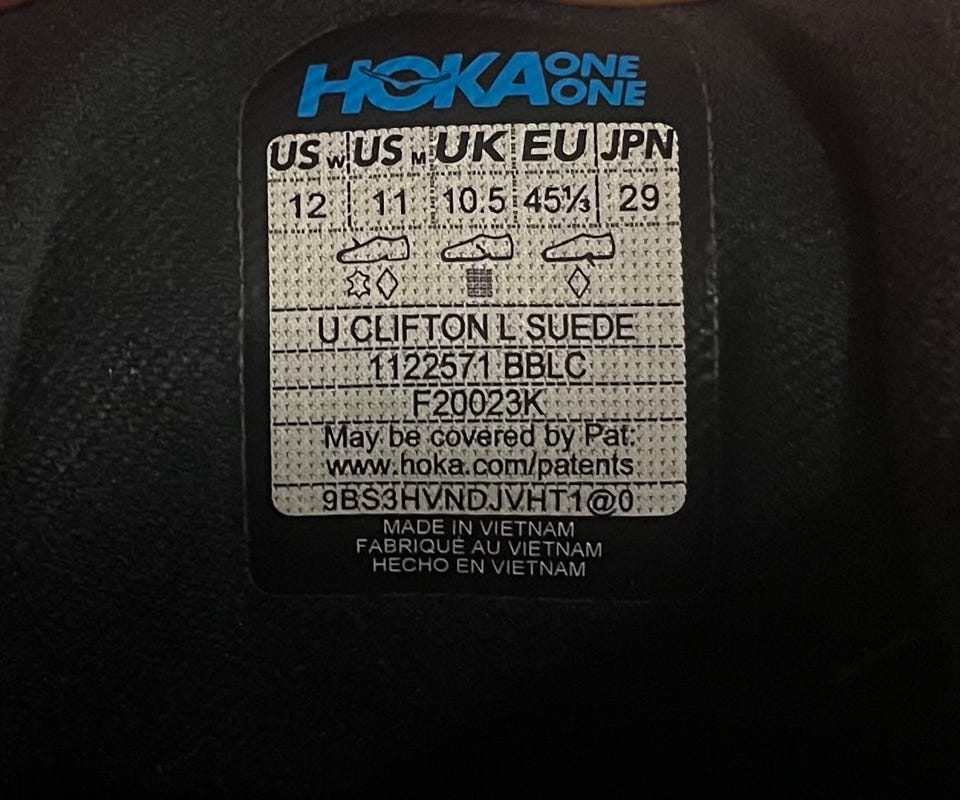 HOKA ONE ONE
US W US M UK EU JPN
12 11 10.5 45⅓ 29
U CLIFTON L SUEDE
1122571 BBLC
F20023K
May be covered by Pat:
www.hoka.com/patents
9BS3HVNDJVHT1@0
MADE IN VIETNAM
FABRIQUÉ AU VIETNAM
HECHO EN VIETNAM